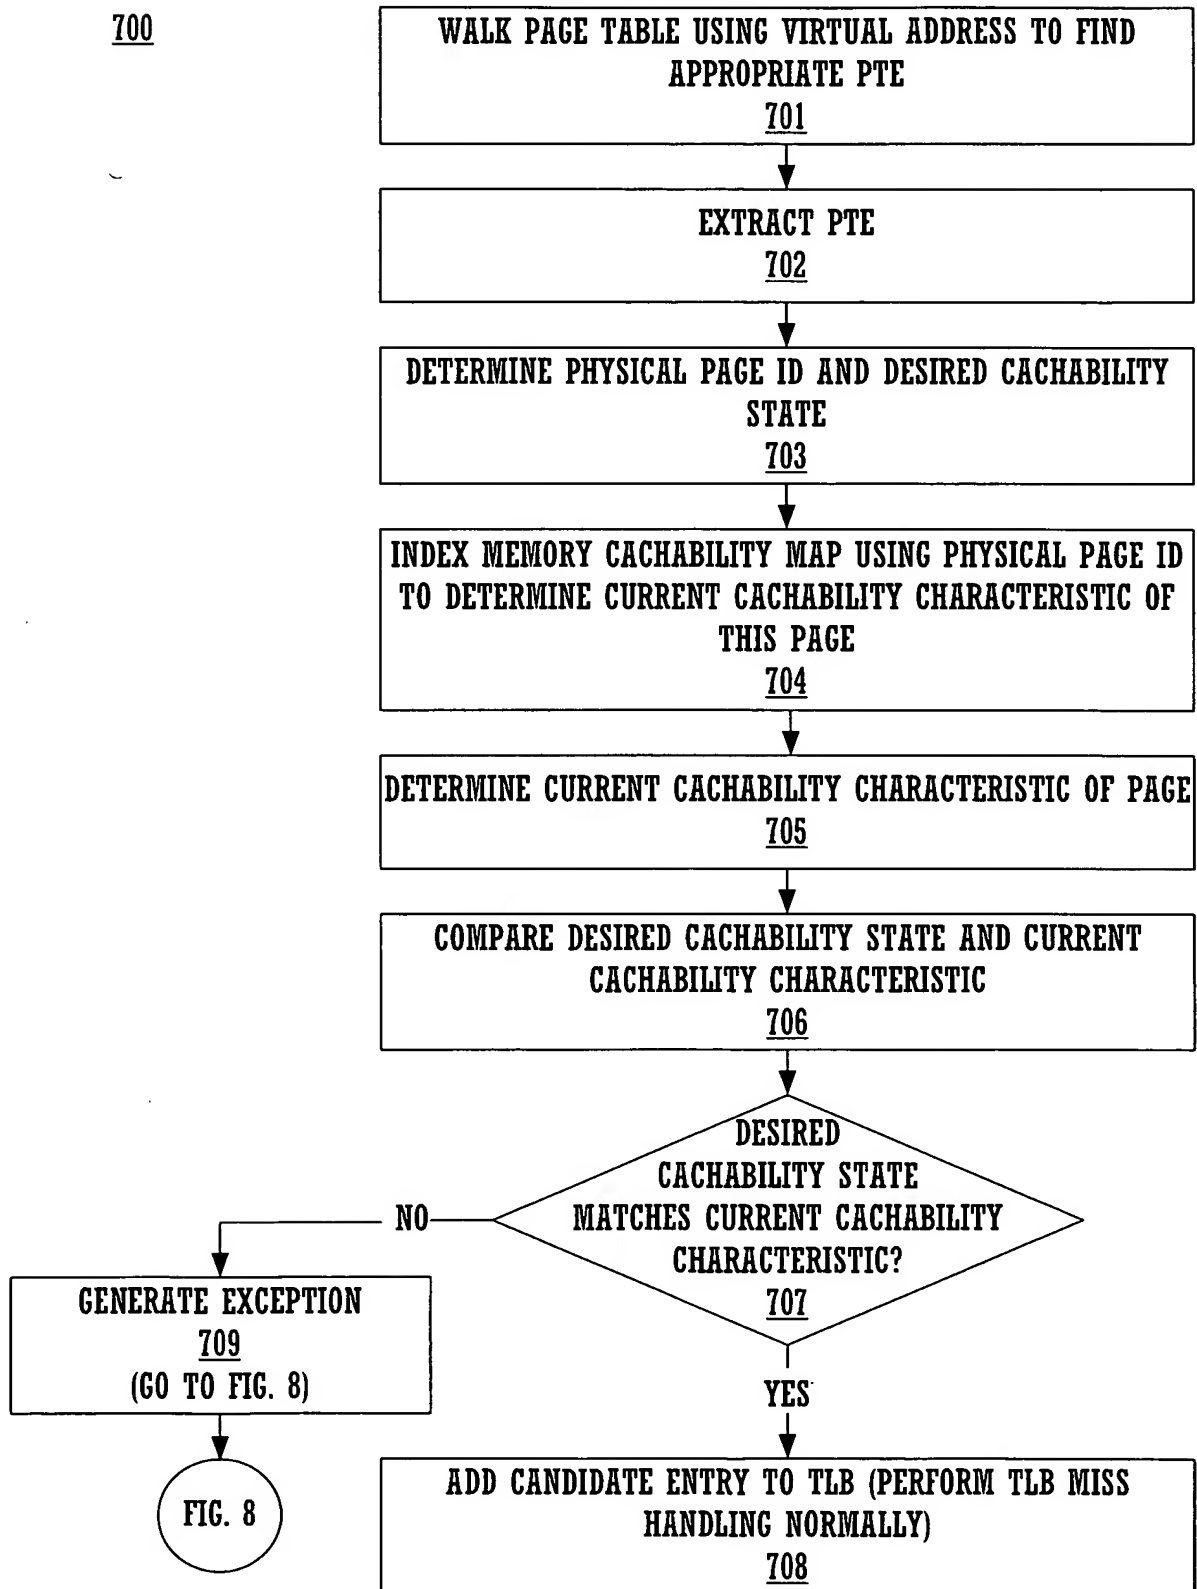 700
WALK PAGE TABLE USING VIRTUAL ADDRESS TO FIND
APPROPRIATE PTE
701
EXTRACT PTE
702
DETERMINE PHYSICAL PAGE ID AND DESIRED CACHABILITY
STATE
703
INDEX MEMORY CACHABILITY MAP USING PHYSICAL PAGE ID
TO DETERMINE CURRENT CACHABILITY CHARACTERISTIC OF
THIS PAGE
704
DETERMINE CURRENT CACHABILITY CHARACTERISTIC OF PAGE
705
COMPARE DESIRED CACHABILITY STATE AND CURRENT
CACHABILITY CHARACTERISTIC
706
DESIRED
CACHABILITY STATE
MATCHES CURRENT CACHABILITY
CHARACTERISTIC?
707
NO
GENERATE EXCEPTION
709
(GO TO FIG. 8)
FIG. 8
YES
ADD CANDIDATE ENTRY TO TLB (PERFORM TLB MISS
HANDLING NORMALLY)
708